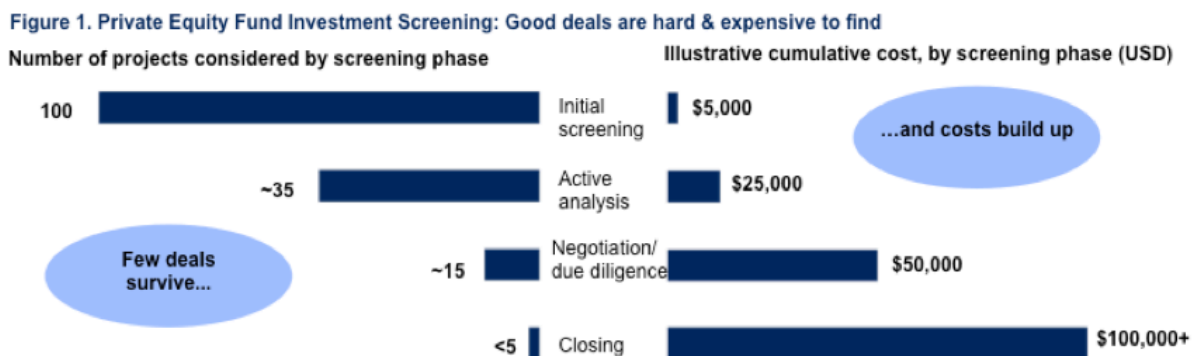 Figure 1. Private Equity Fund Investment Screening: Good deals are hard & expensive to find
Number of projects considered by screening phase
Illustrative cumulative cost, by screening phase (USD)
100
Initial
screening
$5,000
...and costs build up
~35
Active
analysis
$25,000
Few deals
survive...
~15
Negotiation/
due diligence
$50,000
<5
Closing
$100,000+